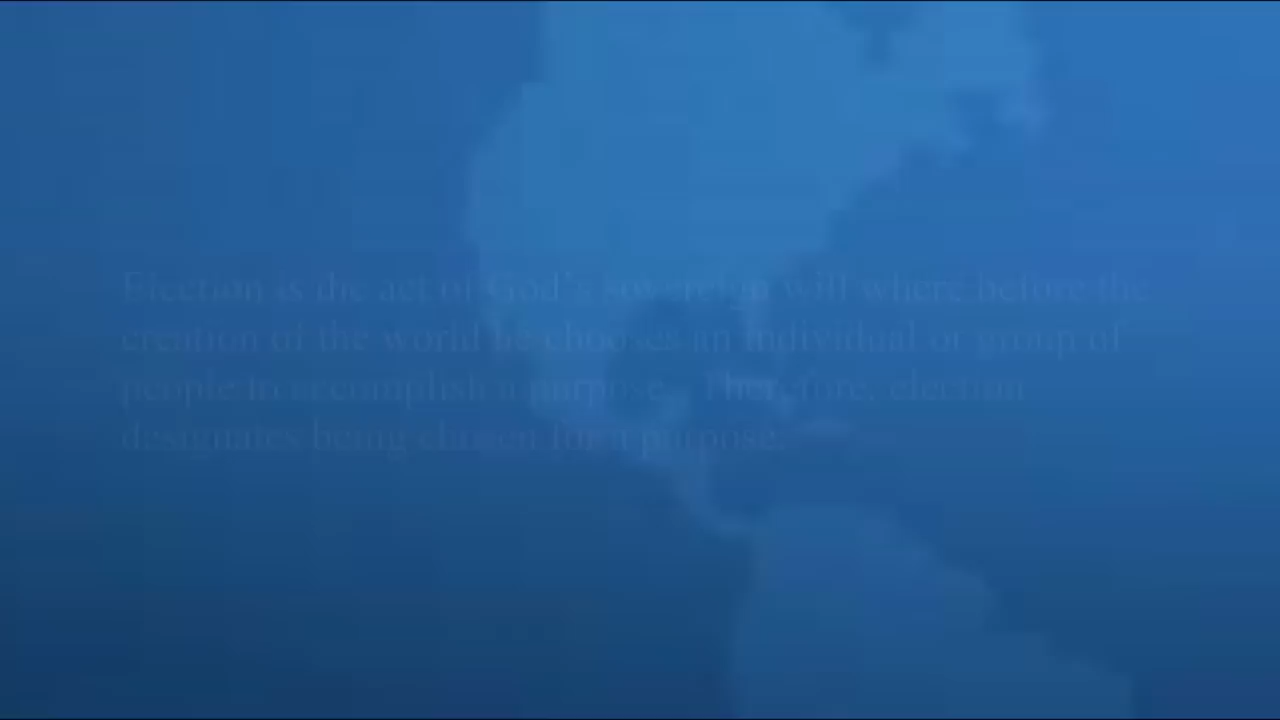 Election is the act of God's sovereign will where before the
creation of the world he chooses an individual or group of
people to accomplish a purpose. Therefore, election
designates being chosen for a purpose.